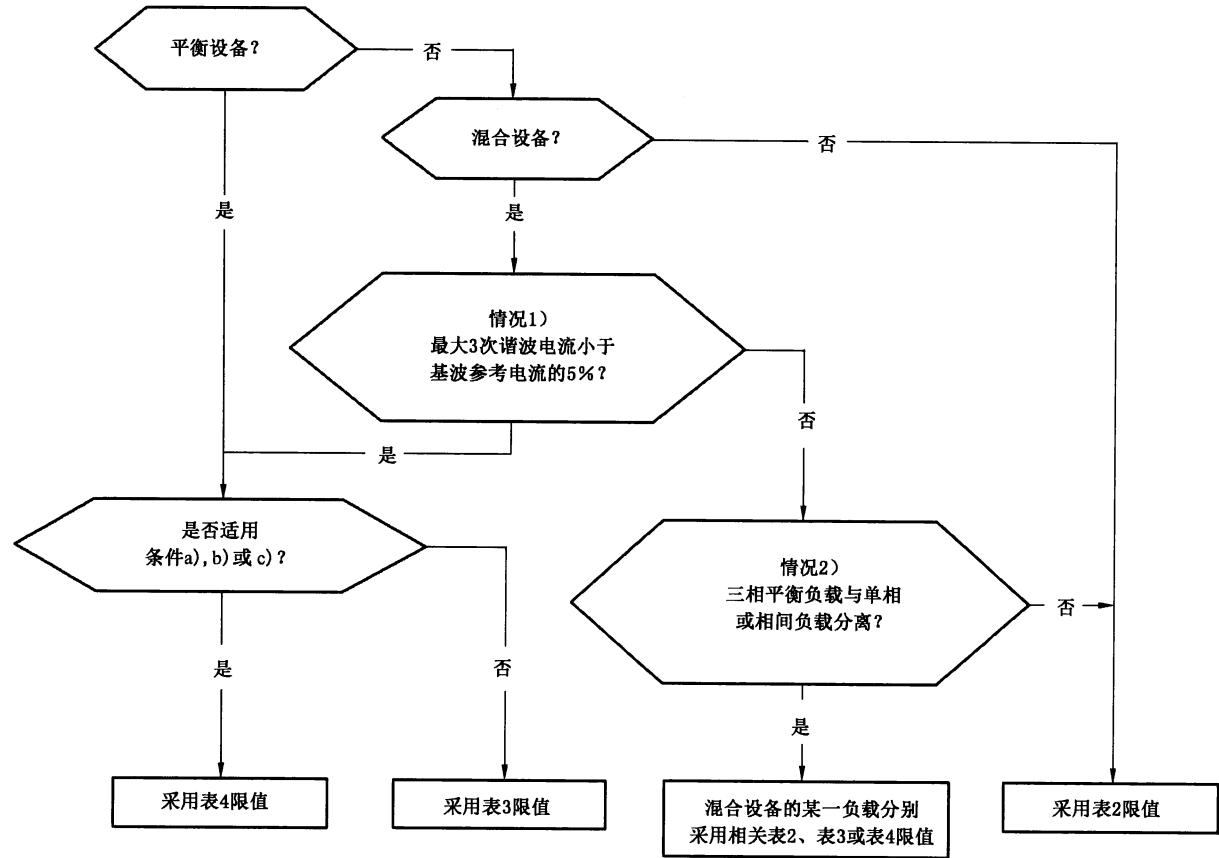 平衡设备?
否
混合设备?
否
是
是
情况1)
最大3次谐波电流小于
基波参考电流的5%?
否
是
是否适用
条件a),b)或c)?
情况2)
三相平衡负载与单相
或相间负载分离?
否
是
否
是
采用表4限值
采用表3限值
混合设备的某一负载分别
采用相关表2、表3或表4限值
采用表2限值